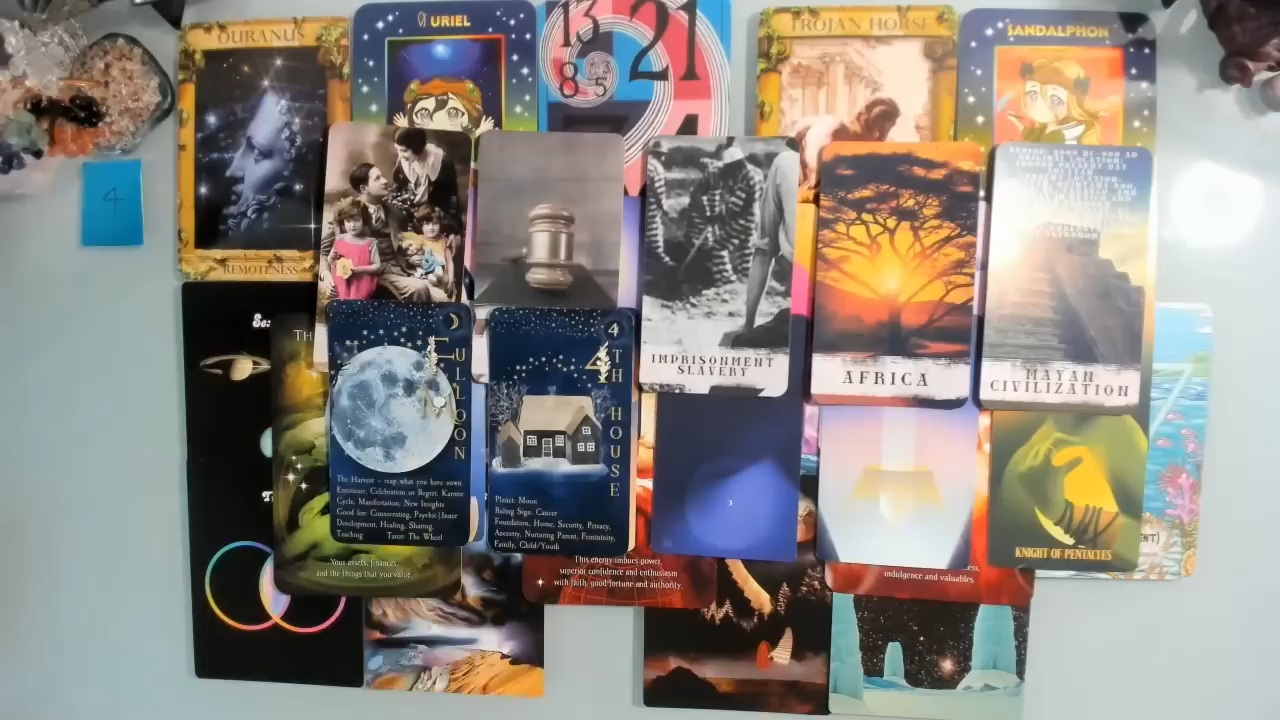 OURANUS
REMOTENESS
URIEL
13
21
8
5
TROJAN HORSE
SANDALPHON
4
IMPRISONMENT
SLAVERY
AFRICA
MAYAN
CIVILIZATION
FULL MOON
The Harvest - reap what you have sown
Emotions, Celebration or Regret, Karmic
Cycle, Manifestation, New Insights
Good for: Consecrating, Psychic|Inner
Development, Healing, Sharing,
Teaching Tarot: The Wheel
4
4TH HOUSE
Planet: Moon
Ruling Sign: Cancer
Foundation, Home, Security, Privacy,
Ancestry, Nurturing Parent, Femininity,
Family, Child/Youth
Your assets, finances,
and the things that you value.
This energy imbues power,
superior confidence and enthusiasm
with faith, good fortune and authority.
indulgence and valuables.
KNIGHT OF PENTACLES